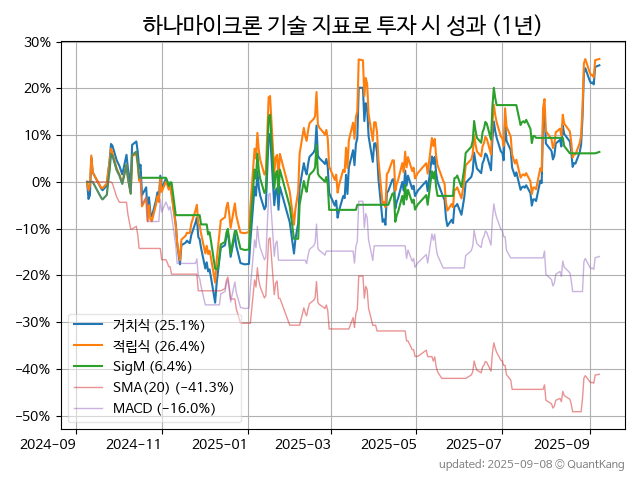 하나마이크론 기술 지표로 투자 시 성과 (1년)
30%
20%
10%
0%
−10%
−20%
−30%
−40%
−50%
거치식 (25.1%)
적립식 (26.4%)
SigM (6.4%)
SMA(20) (−41.3%)
MACD (−16.0%)
2024−09 2024−11 2025−01 2025−03 2025−05 2025−07 2025−09
updated: 2025-09-08 © QuantKang